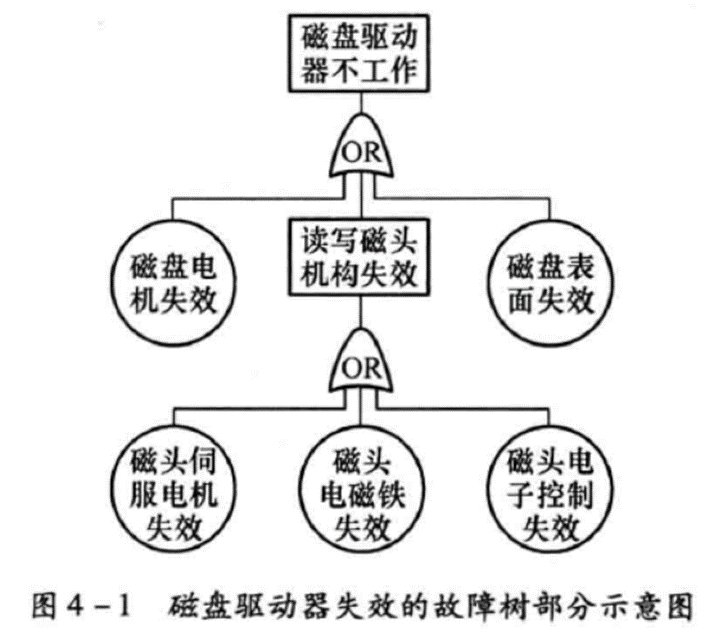 磁盘驱动
器不工作
OR
磁盘电
机失效
读写磁头
机构失效
磁盘表
面失效
OR
磁头伺
服电机
失效
磁头
电磁铁
失效
磁头电
子控制
失效
图4-1 磁盘驱动器失效的故障树部分示意图